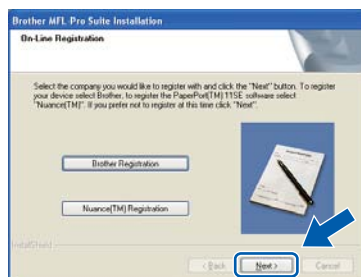 Brother MFL-Pro Suite Installation
On-Line Registration
Select the company you would like to register with and click the "Next" button. To register
your device select Brother, to register the PaperPort(TM) 11SE software select
"Nuance(TM)". If you prefer not to register at this time click "Next".
Brother Registration
Nuance(TM) Registration
InstallShield
< Back
Next >
Cancel